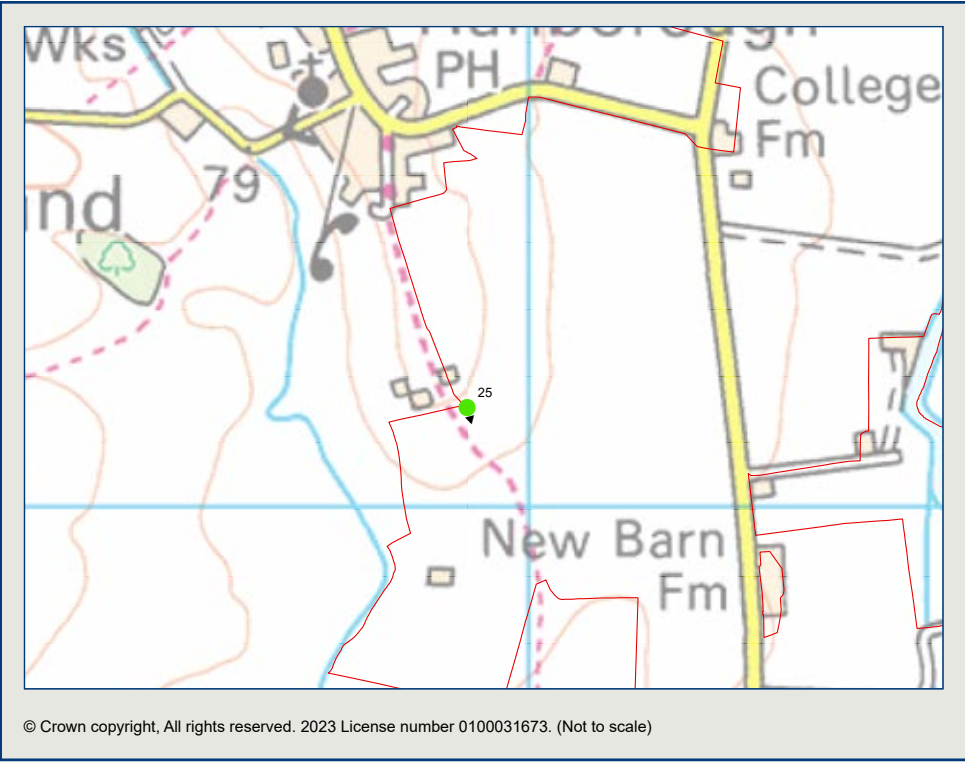 Wks
PH
College
Fm
79
und
25
New Barn
Fm
© Crown copyright, All rights reserved. 2023 License number 0100031673. (Not to scale)